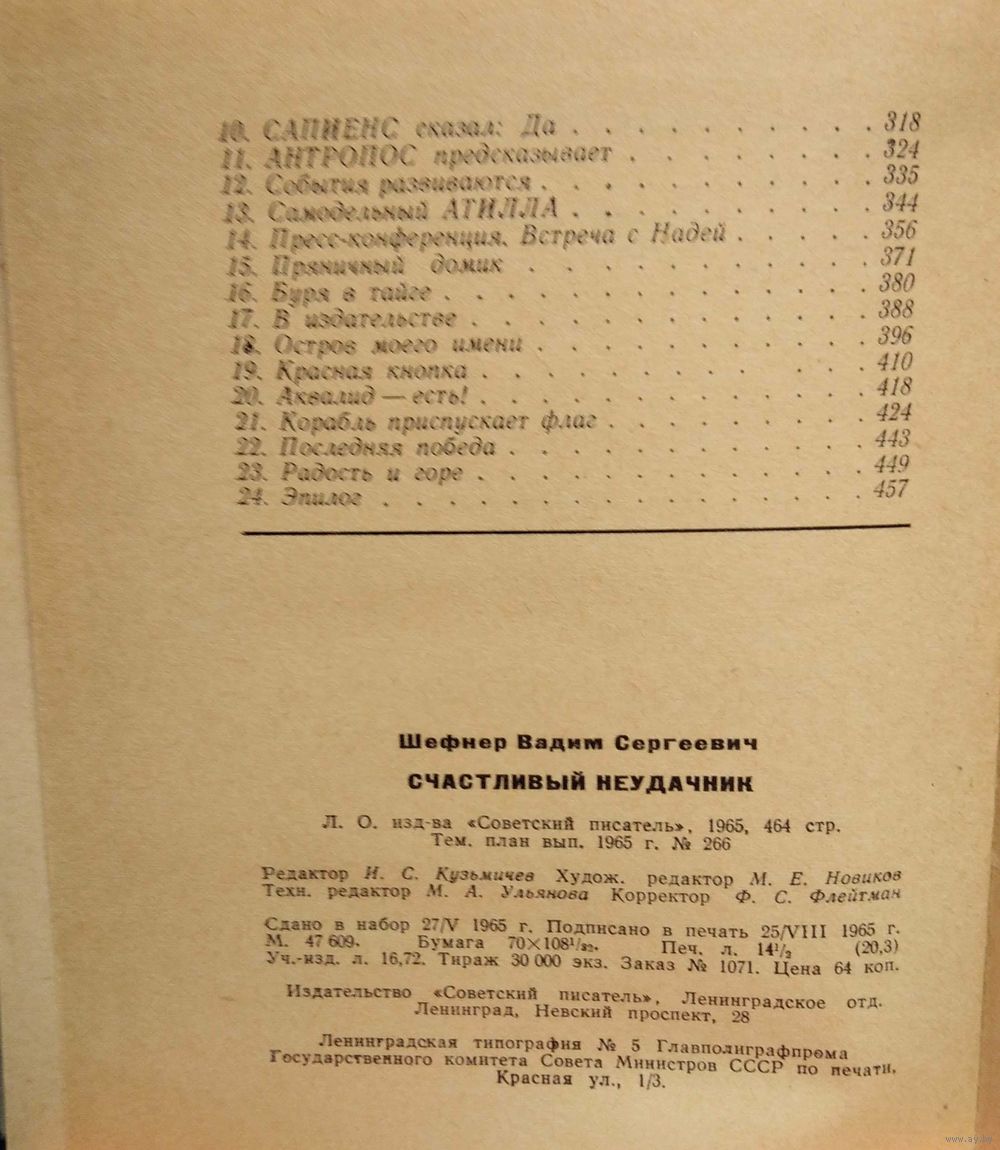 10. САПИЕНС сказал: Да . . . . . . . . . . 318
11. АНТРОПОС предсказывает . . . . . . . . 324
12. События развиваются . . . . . . . . . . . 335
13. Самодельный АТИЛЛА . . . . . . . . . . 344
14. Пресс-конференция. Встреча с Надей . . . . . 356
15. Пряничный домик . . . . . . . . . . . 371
16. Буря в тайге . . . . . . . . . . . . . . 380
17. В издательстве . . . . . . . . . . . . . 388
18. Остров моего имени . . . . . . . . . . . 396
19. Красная кнопка . . . . . . . . . . . . 410
20. Аквалид — есть! . . . . . . . . . . . . . 418
21. Корабль приспускает флаг . . . . . . . . 424
22. Последняя победа . . . . . . . . . . . . 443
23. Радость и горе . . . . . . . . . . . . . 449
24. Эпилог . . . . . . . . . . . . . . . . 457
Шефнер Вадим Сергеевич
СЧАСТЛИВЫЙ НЕУДАЧНИК
Л. О. изд-ва «Советский писатель», 1965, 464 стр.
Тем. план вып. 1965 г. № 266
Редактор И. С. Кузьмичев Худож. редактор М. Е. Новиков
Техн. редактор М. А. Ульянова Корректор Ф. С. Флейтман
Сдано в набор 27/V 1965 г. Подписано в печать 25/VIII 1965 г.
М. 47 609. Бумага 70×108¹/₃₂. Печ. л. 14¹/₂ (20,3)
Уч.-изд. л. 16,72. Тираж 30 000 экз. Заказ № 1071. Цена 64 коп.
Издательство «Советский писатель», Ленинградское отд.
Ленинград, Невский проспект, 28
Ленинградская типография № 5 Главполиграфпрома
Государственного комитета Совета Министров СССР по печати,
Красная ул., 1/3.
www.ay.by